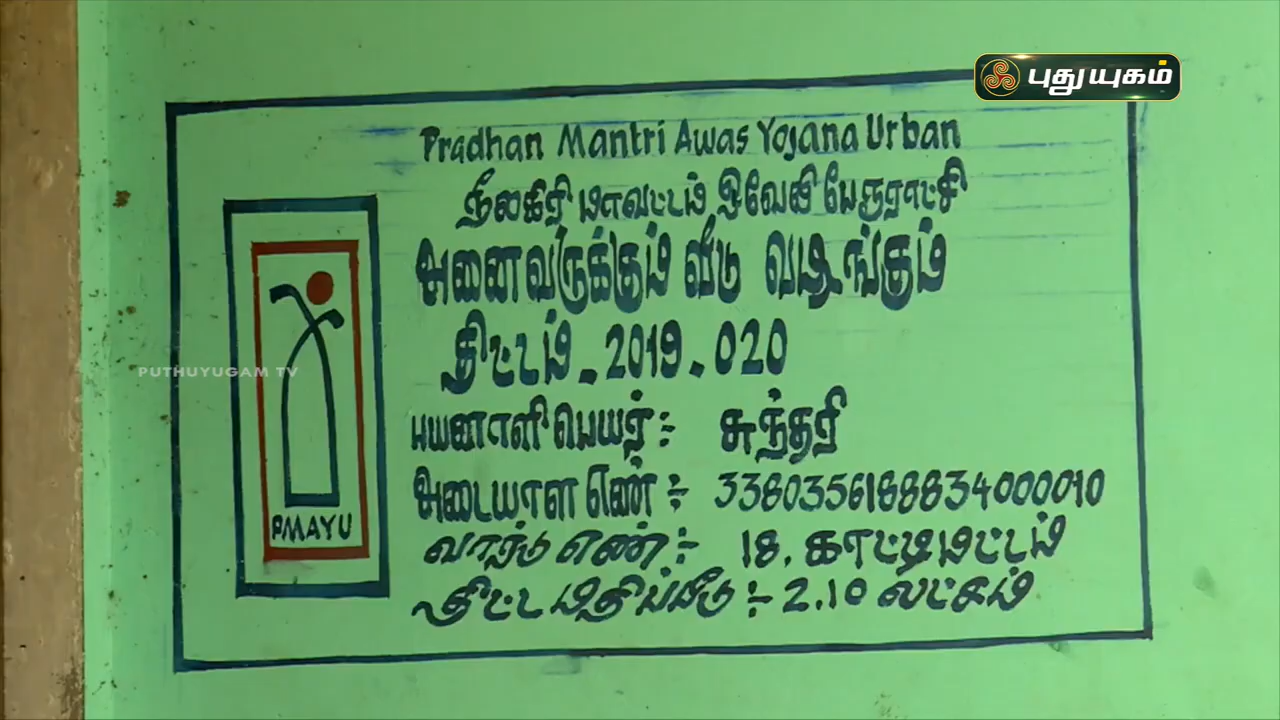 புதுயுகம்
Pradhan Mantri Awas Yojana Urban
நீலகிரி மாவட்டம் ஓவேலி பேரூராட்சி
அனைவருக்கும் வீடு வழங்கும்
திட்டம். 2019. 020
PUTHUYUGAM TV
பயனாளி பெயர் :- சுந்தரி
அடையாள எண் :- 3380356188834000010
PMAYU
வார்டு எண் :- 18. காட்டிமட்டம்
திட்ட மதிப்பீடு :- 2.10 லட்சம்